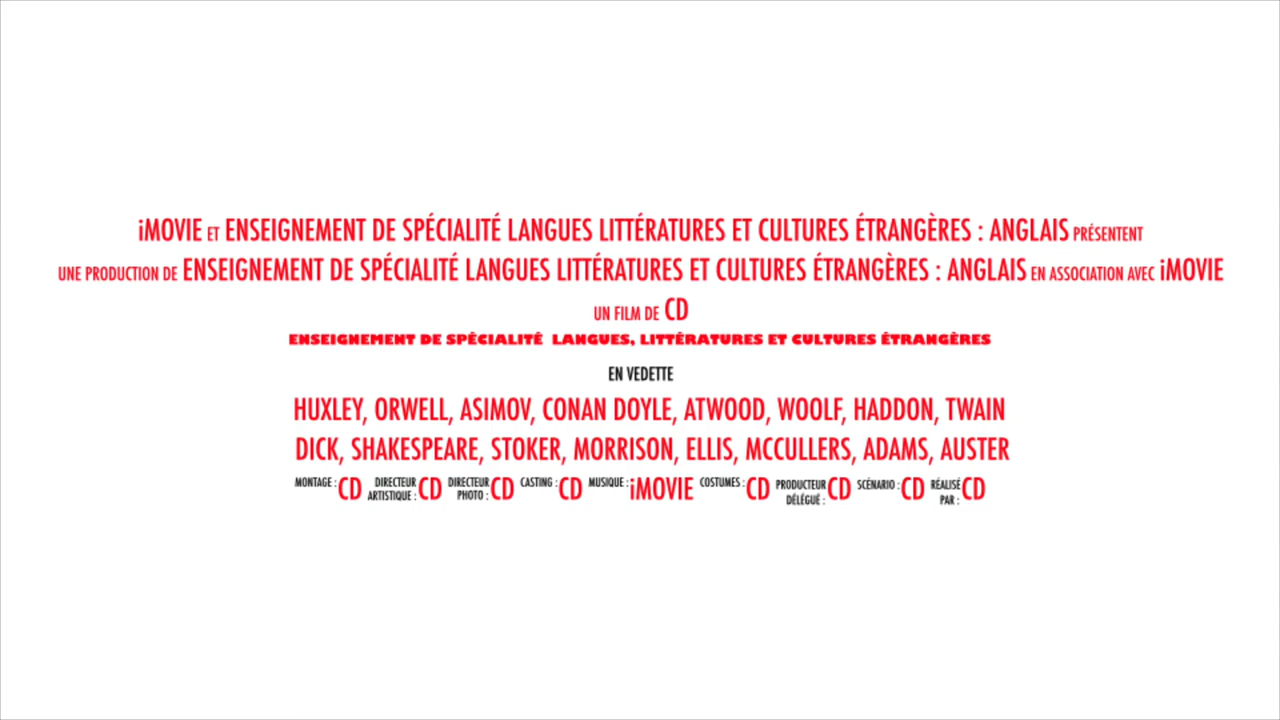 iMOVIE ET ENSEIGNEMENT DE SPÉCIALITÉ LANGUES LITTÉRATURES ET CULTURES ÉTRANGÈRES : ANGLAIS PRÉSENTENT
UNE PRODUCTION DE ENSEIGNEMENT DE SPÉCIALITÉ LANGUES LITTÉRATURES ET CULTURES ÉTRANGÈRES : ANGLAIS EN ASSOCIATION AVEC iMOVIE
UN FILM DE CD
ENSEIGNEMENT DE SPÉCIALITÉ LANGUES, LITTÉRATURES ET CULTURES ÉTRANGÈRES
EN VEDETTE
HUXLEY, ORWELL, ASIMOV, CONAN DOYLE, ATWOOD, WOOLF, HADDON, TWAIN
DICK, SHAKESPEARE, STOKER, MORRISON, ELLIS, MCCULLERS, ADAMS, AUSTER
MONTAGE : CD DIRECTEUR ARTISTIQUE : CD DIRECTEUR PHOTO : CD CASTING : CD MUSIQUE : iMOVIE COSTUMES : CD PRODUCTEUR DÉLÉGUÉ : CD SCÉNARIO : CD RÉALISÉ PAR : CD